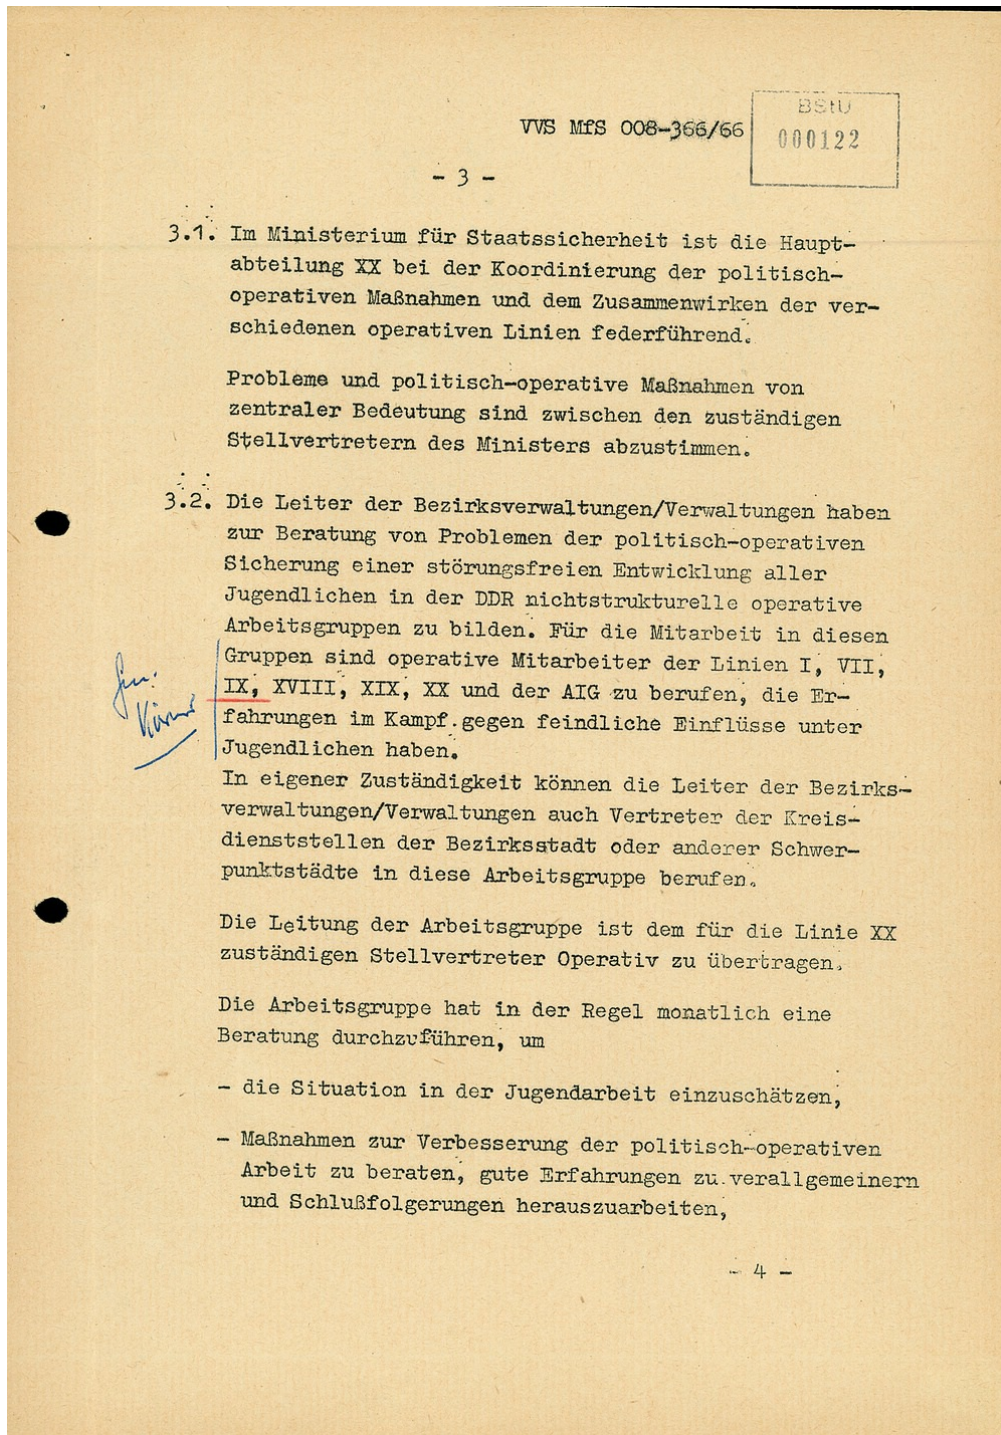 VVS MfS 008-366/66
BStU
000122
- 3 -
3.1. Im Ministerium für Staatssicherheit ist die Haupt-
abteilung XX bei der Koordinierung der politisch-
operativen Maßnahmen und dem Zusammenwirken der ver-
schiedenen operativen Linien federführend.
Probleme und politisch-operative Maßnahmen von
zentraler Bedeutung sind zwischen den zuständigen
Stellvertretern des Ministers abzustimmen.
3.2. Die Leiter der Bezirksverwaltungen/Verwaltungen haben
zur Beratung von Problemen der politisch-operativen
Sicherung einer störungsfreien Entwicklung aller
Jugendlichen in der DDR nichtstrukturelle operative
Arbeitsgruppen zu bilden. Für die Mitarbeit in diesen
Gruppen sind operative Mitarbeiter der Linien I, VII,
IX, XVIII, XIX, XX und der AIG zu berufen, die Er-
fahrungen im Kampf gegen feindliche Einflüsse unter
Jugendlichen haben.
In eigener Zuständigkeit können die Leiter der Bezirks-
verwaltungen/Verwaltungen auch Vertreter der Kreis-
dienststellen der Bezirksstadt oder anderer Schwer-
punktstädte in diese Arbeitsgruppe berufen.
Die Leitung der Arbeitsgruppe ist dem für die Linie XX
zuständigen Stellvertreter Operativ zu übertragen.
Die Arbeitsgruppe hat in der Regel monatlich eine
Beratung durchzuführen, um
- die Situation in der Jugendarbeit einzuschätzen,
- Maßnahmen zur Verbesserung der politisch-operativen
Arbeit zu beraten, gute Erfahrungen zu verallgemeinern
und Schlußfolgerungen herauszuarbeiten,
- 4 -